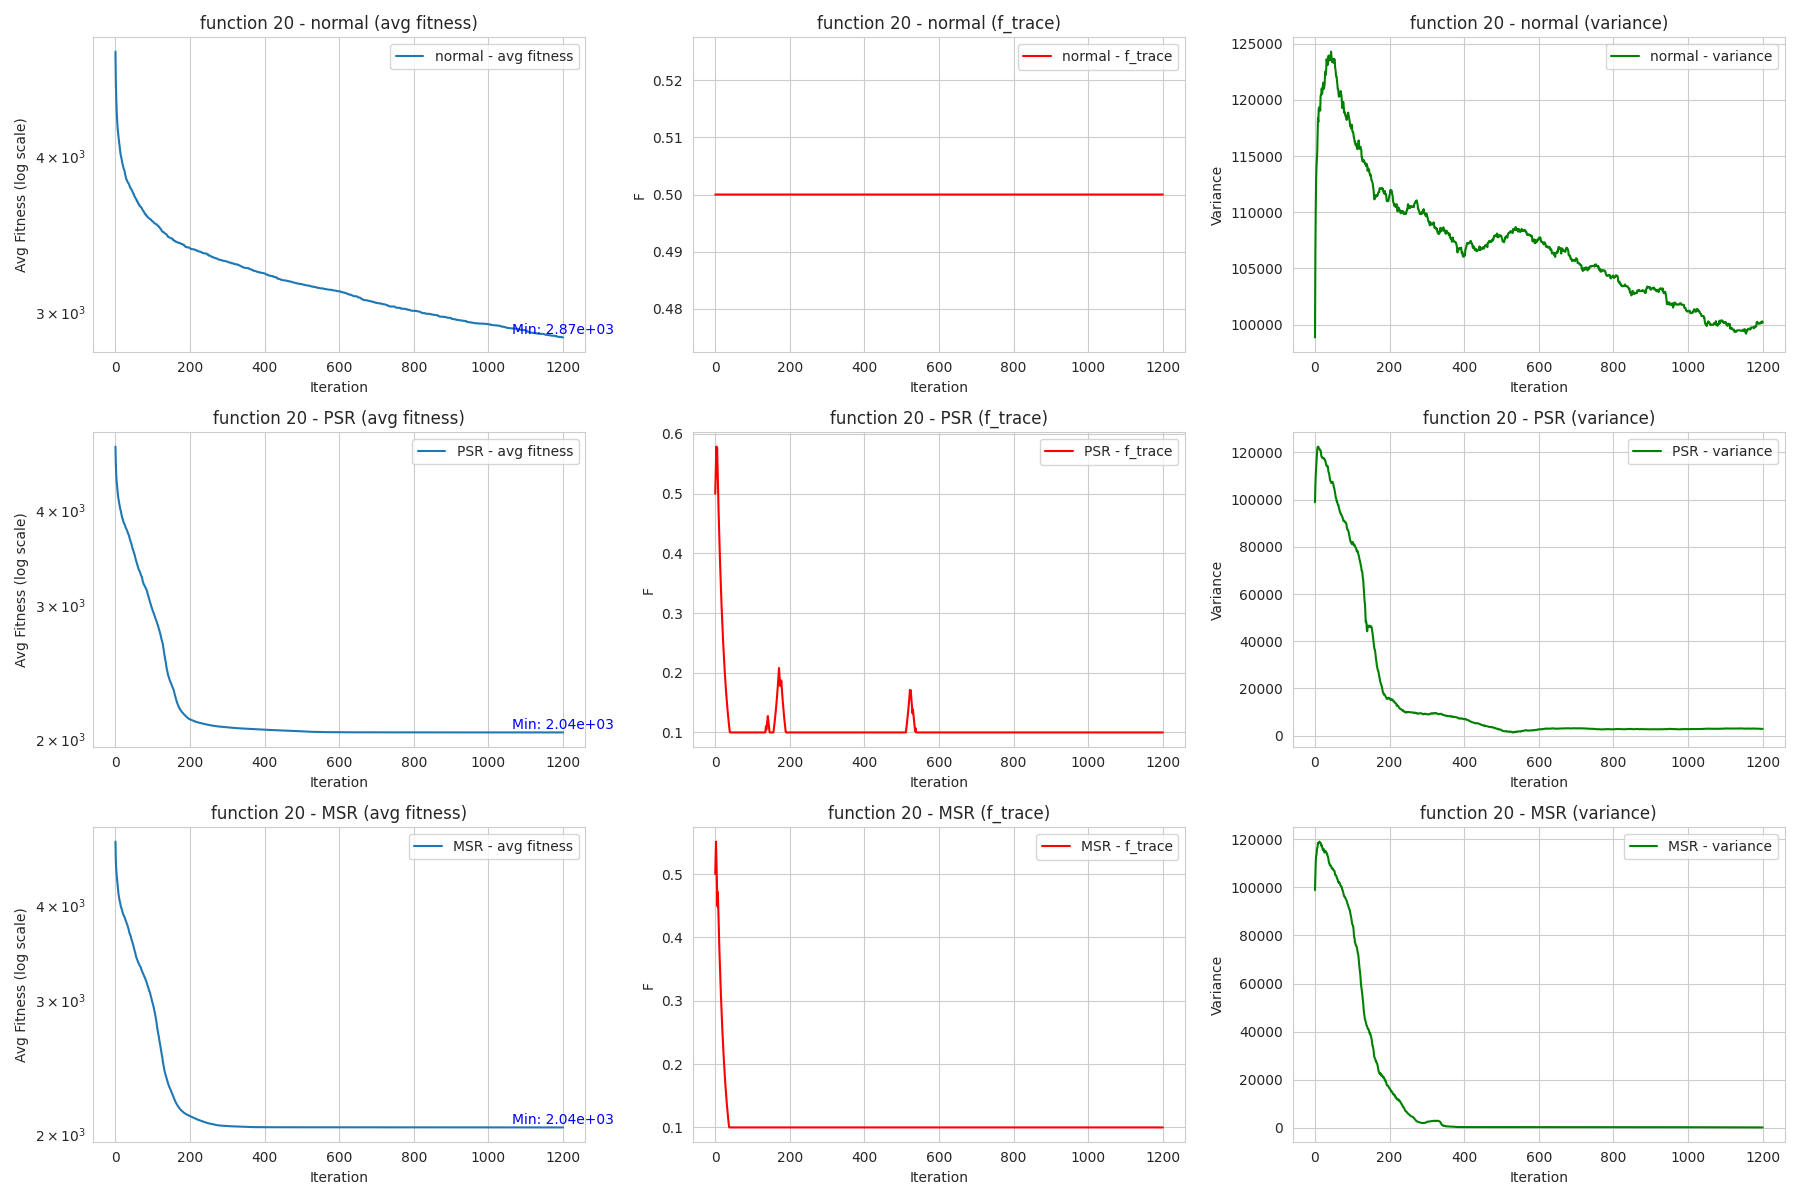 function 20 - normal (avg fitness)
normal - avg fitness
Avg Fitness (log scale)
4 × 10³
3 × 10³
Min: 2.87e+03
0 200 400 600 800 1000 1200
Iteration
function 20 - normal (f_trace)
normal - f_trace
F
0.52
0.51
0.50
0.49
0.48
0 200 400 600 800 1000 1200
Iteration
function 20 - normal (variance)
normal - variance
Variance
125000
120000
115000
110000
105000
100000
0 200 400 600 800 1000 1200
Iteration
function 20 - PSR (avg fitness)
PSR - avg fitness
Avg Fitness (log scale)
4 × 10³
3 × 10³
2 × 10³
Min: 2.04e+03
0 200 400 600 800 1000 1200
Iteration
function 20 - PSR (f_trace)
PSR - f_trace
F
0.6
0.5
0.4
0.3
0.2
0.1
0 200 400 600 800 1000 1200
Iteration
function 20 - PSR (variance)
PSR - variance
Variance
120000
100000
80000
60000
40000
20000
0
0 200 400 600 800 1000 1200
Iteration
function 20 - MSR (avg fitness)
MSR - avg fitness
Avg Fitness (log scale)
4 × 10³
3 × 10³
2 × 10³
Min: 2.04e+03
0 200 400 600 800 1000 1200
Iteration
function 20 - MSR (f_trace)
MSR - f_trace
F
0.5
0.4
0.3
0.2
0.1
0 200 400 600 800 1000 1200
Iteration
function 20 - MSR (variance)
MSR - variance
Variance
120000
100000
80000
60000
40000
20000
0
0 200 400 600 800 1000 1200
Iteration